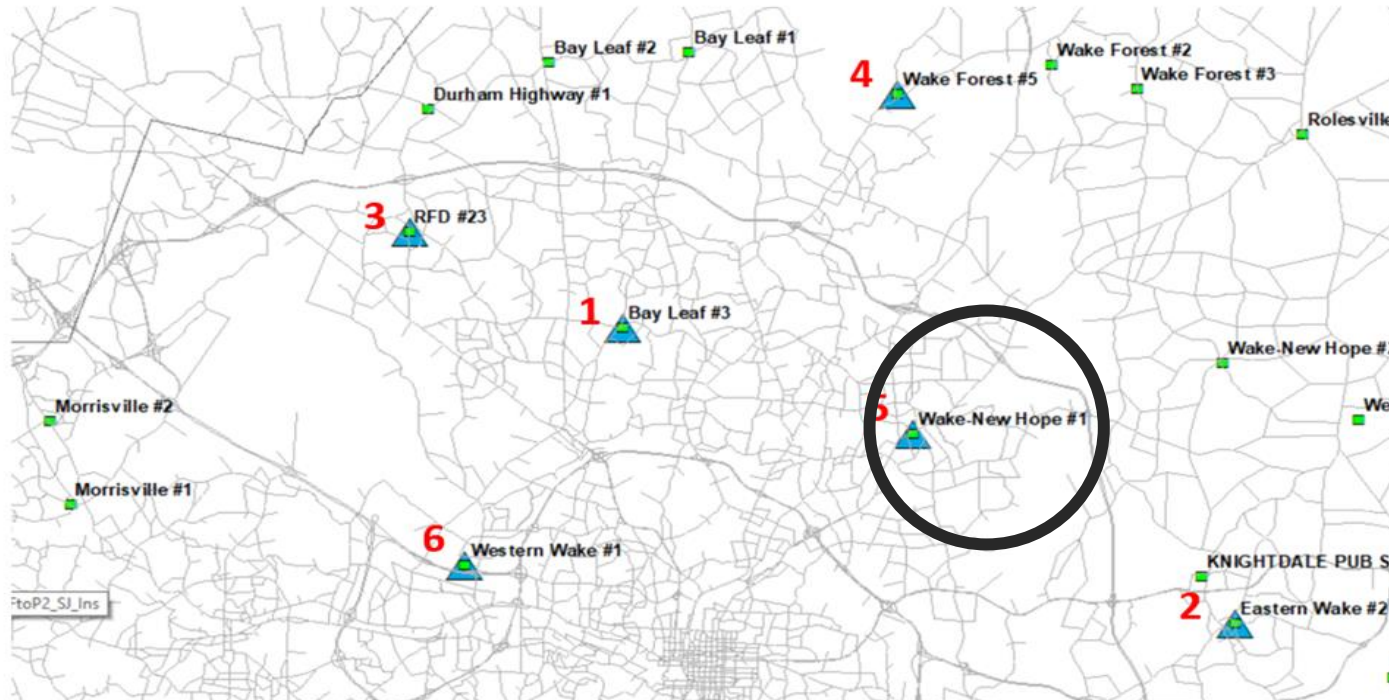 Bay Leaf #1
Bay Leaf #2
Wake Forest #2
4
Wake Forest #5
Wake Forest #3
Durham Highway #1
Rolesville
3
RFD #23
1
Bay Leaf #3
Wake-New Hope #
Morrisville #2
5
Wake-New Hope #1
We
Morrisville #1
6
Western Wake #1
KNIGHTDALE PUB S
FtoP2_SJ_Ins
2
Eastern Wake #2